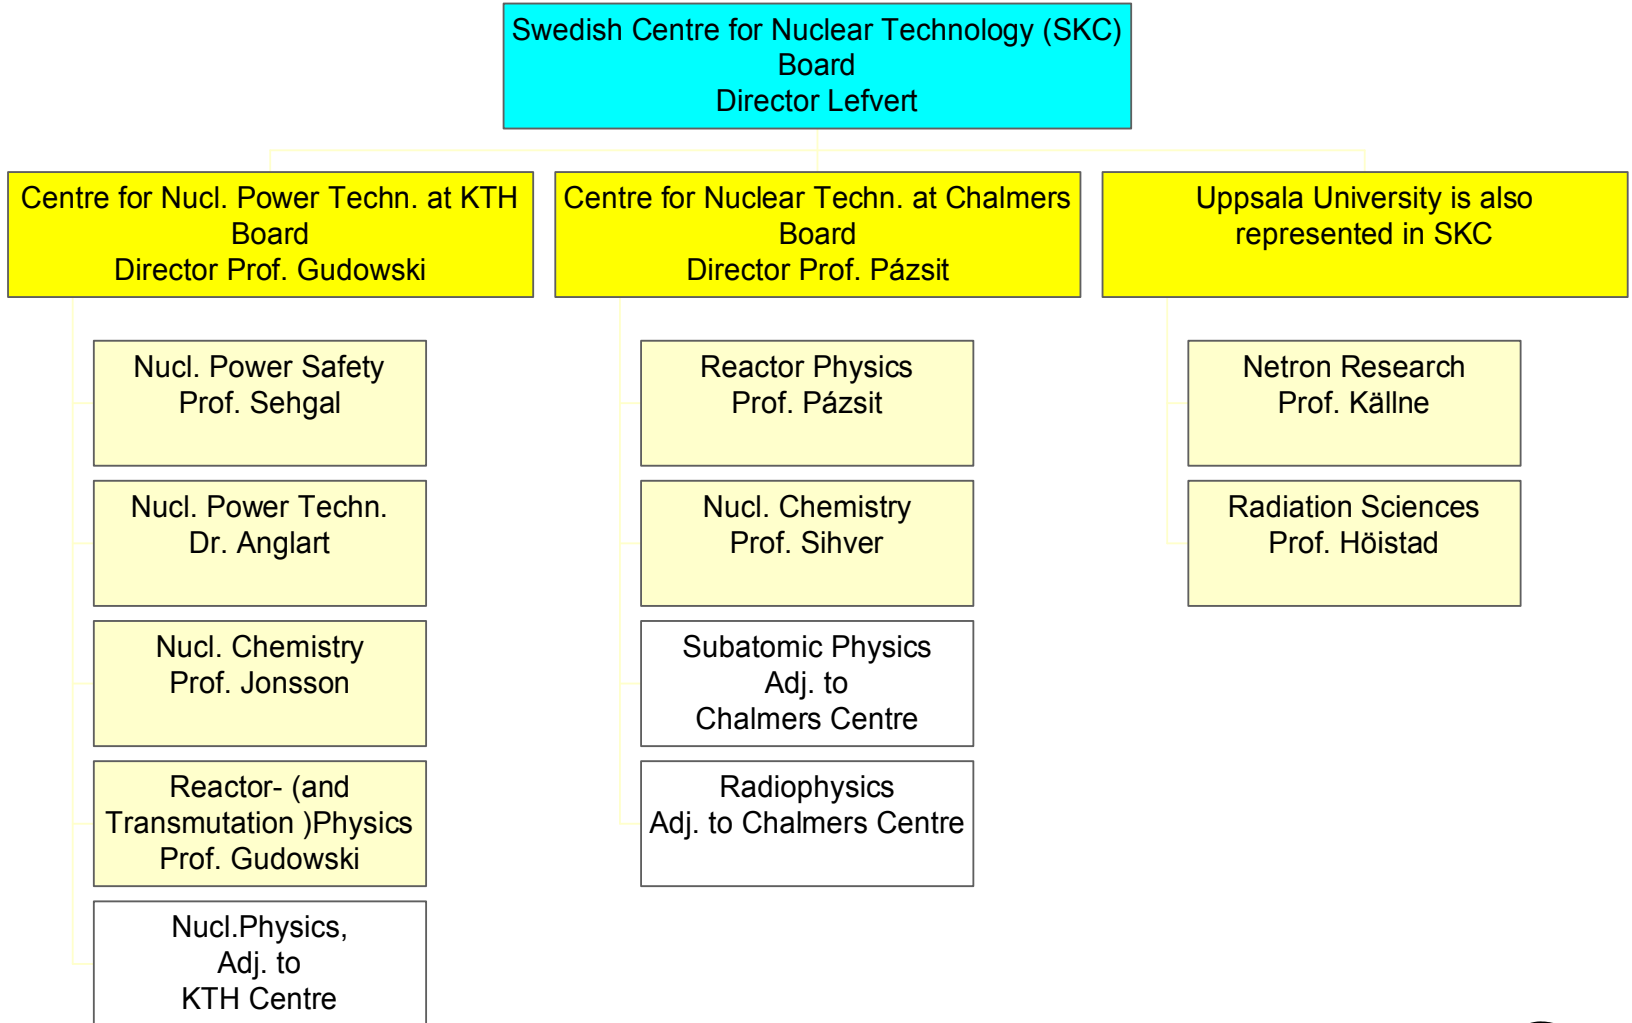 Swedish Centre for Nuclear Technology (SKC)
Board
Director Lefvert
Centre for Nucl. Power Techn. at KTH
Board
Director Prof. Gudowski
Centre for Nuclear Techn. at Chalmers
Board
Director Prof. Pázsit
Uppsala University is also
represented in SKC
Nucl. Power Safety
Prof. Sehgal
Nucl. Power Techn.
Dr. Anglart
Nucl. Chemistry
Prof. Jonsson
Reactor- (and
Transmutation )Physics
Prof. Gudowski
Nucl.Physics,
Adj. to
KTH Centre
Reactor Physics
Prof. Pázsit
Nucl. Chemistry
Prof. Sihver
Subatomic Physics
Adj. to
Chalmers Centre
Radiophysics
Adj. to Chalmers Centre
Netron Research
Prof. Källne
Radiation Sciences
Prof. Höistad